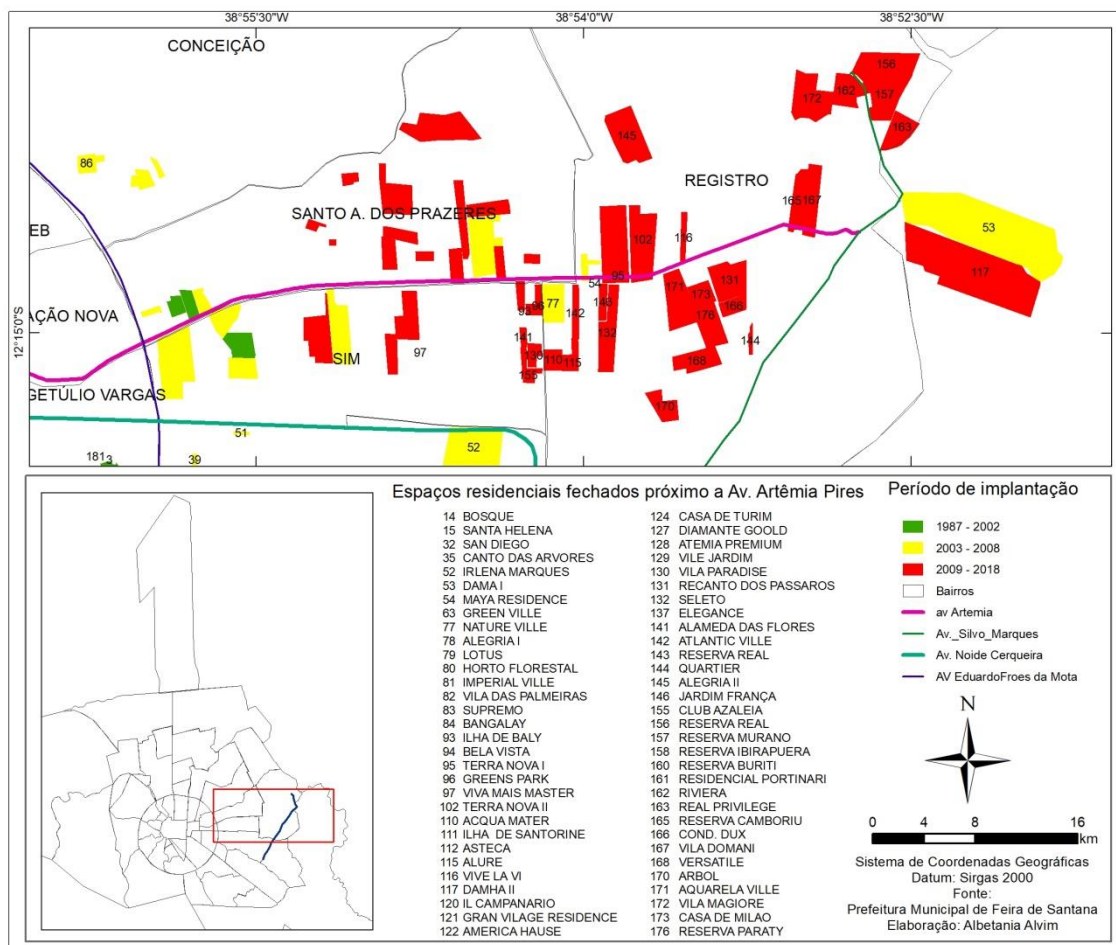 38°55'30"W 38°54'0"W 38°52'30"W
CONCEIÇÃO
156
172 162 157
163
145
86
REGISTRO
165 167
SANTO A. DOS PRAZERES
53
EB
102 116
117
95
54
171 131
173 166
93 96 77 142 146
176
AÇÃO NOVA
12°15'0"S
141 132 144
SIM 97
110 115
168
155
GETÚLIO VARGAS
170
51
52
1813 39
Espaços residenciais fechados próximo a Av. Artêmia Pires
14 BOSQUE
15 SANTA HELENA
32 SAN DIEGO
35 CANTO DAS ARVORES
52 IRLENA MARQUES
53 DAMA I
54 MAYA RESIDENCE
63 GREEN VILLE
77 NATURE VILLE
78 ALEGRIA I
79 LOTUS
80 HORTO FLORESTAL
81 IMPERIAL VILLE
82 VILA DAS PALMEIRAS
83 SUPREMO
84 BANGALAY
93 ILHA DE BALY
94 BELA VISTA
95 TERRA NOVA I
96 GREENS PARK
97 VIVA MAIS MASTER
102 TERRA NOVA II
110 ACQUA MATER
111 ILHA DE SANTORINE
112 ASTECA
115 ALURE
116 VIVE LA VI
117 DAMHA II
120 IL CAMPANARIO
121 GRAN VILAGE RESIDENCE
122 AMERICA HAUSE
124 CASA DE TURIM
127 DIAMANTE GOOLD
128 ATEMIA PREMIUM
129 VILE JARDIM
130 VILA PARADISE
131 RECANTO DOS PASSAROS
132 SELETO
137 ELEGANCE
141 ALAMEDA DAS FLORES
142 ATLANTIC VILLE
143 RESERVA REAL
144 QUARTIER
145 ALEGRIA II
146 JARDIM FRANÇA
155 CLUB AZALEIA
156 RESERVA REAL
157 RESERVA MURANO
158 RESERVA IBIRAPUERA
160 RESERVA BURITI
161 RESIDENCIAL PORTINARI
162 RIVIERA
163 REAL PRIVILEGE
165 RESERVA CAMBORIU
166 COND. DUX
167 VILA DOMANI
168 VERSATILE
170 ARBOL
171 AQUARELA VILLE
172 VILA MAGIORE
173 CASA DE MILAO
176 RESERVA PARATY
Período de implantação
1987 - 2002
2003 - 2008
2009 - 2018
Bairros
av Artemia
Av._Silvo_Marques
Av. Noide Cerqueira
AV EduardoFroes da Mota
N
0 4 8 16
km
Sistema de Coordenadas Geográficas
Datum: Sirgas 2000
Fonte:
Prefeitura Municipal de Feira de Santana
Elaboração: Albetania Alvim